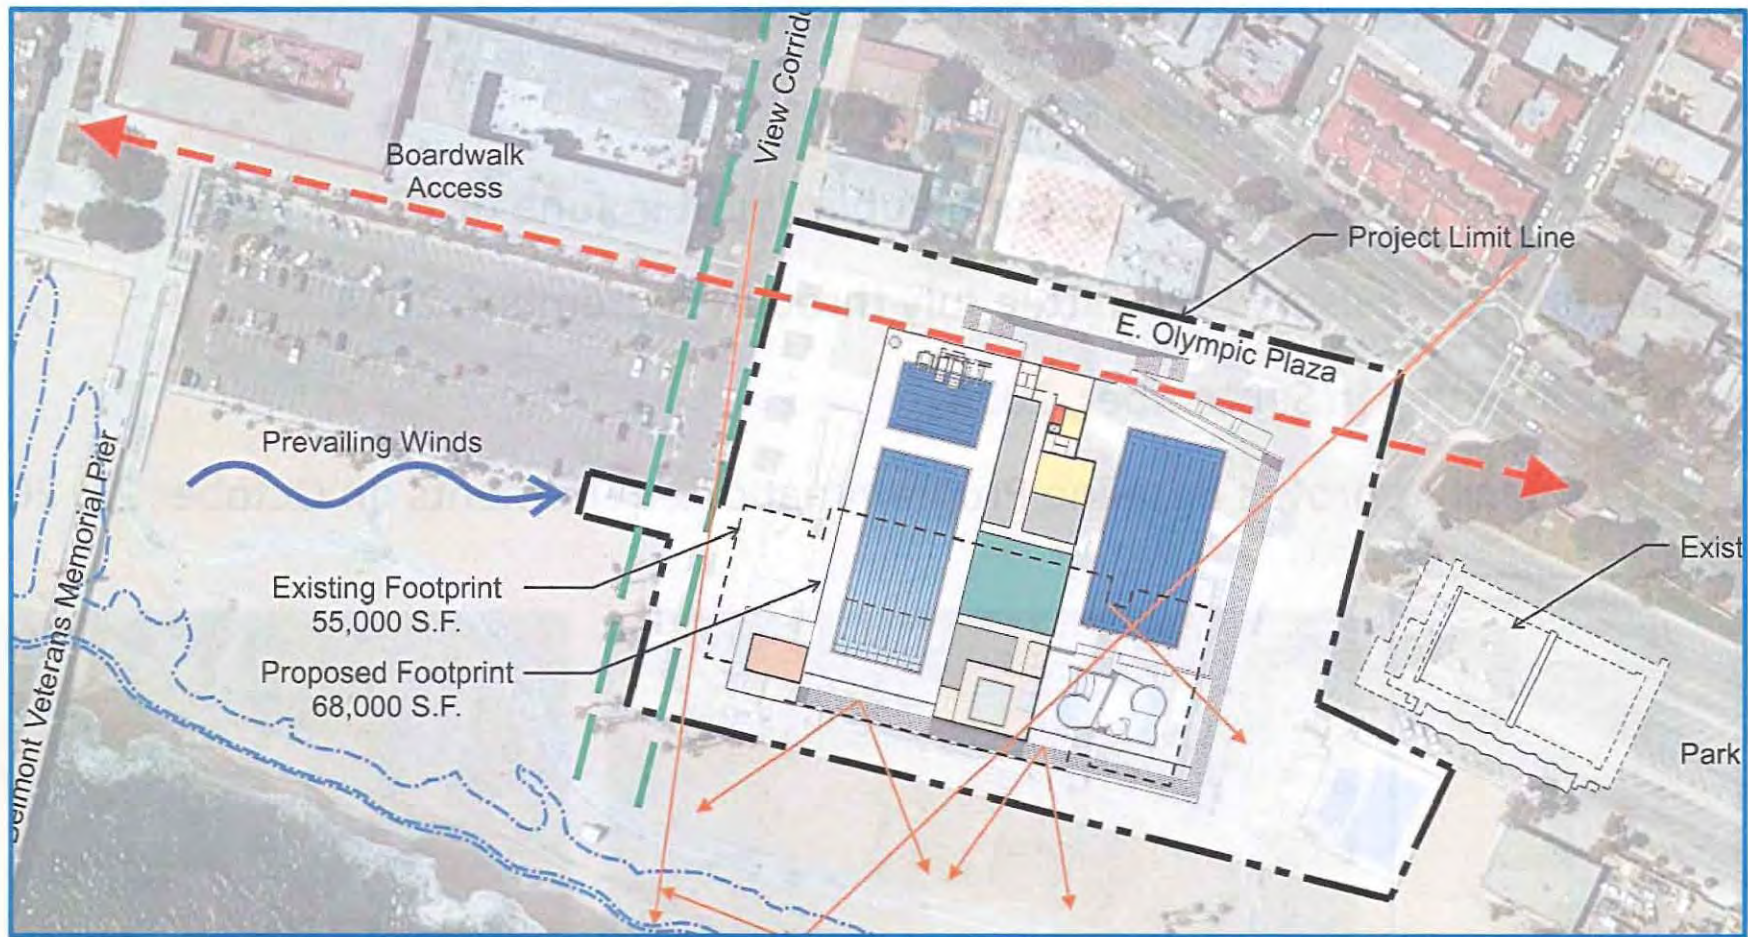 View Corrido
Boardwalk
Access
Project Limit Line
E. Olympic Plaza
Prevailing Winds
Belmont Veterans Memorial Pier
Existing Footprint
55,000 S.F.
Proposed Footprint
68,000 S.F.
Exist
Park